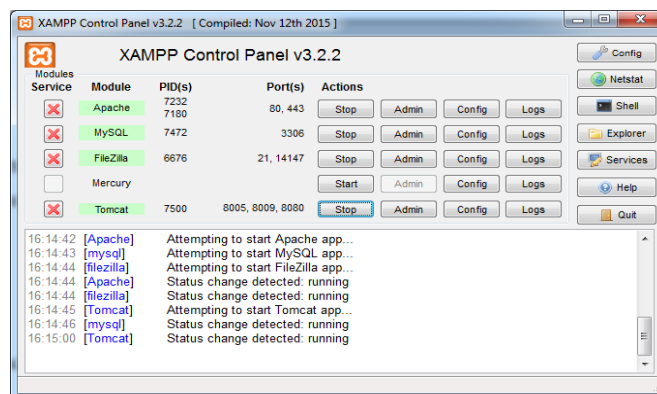 XAMPP Control Panel v3.2.2 [ Compiled: Nov 12th 2015 ]
XAMPP Control Panel v3.2.2
Config
Modules
Service Module PID(s) Port(s) Actions
Netstat
Apache 7232 7180 80, 443 Stop Admin Config Logs
Shell
MySQL 7472 3306 Stop Admin Config Logs
Explorer
FileZilla 6676 21, 14147 Stop Admin Config Logs
Services
Mercury Start Admin Config Logs
Help
Tomcat 7500 8005, 8009, 8080 Stop Admin Config Logs
Quit
16:14:42 [Apache] Attempting to start Apache app...
16:14:43 [mysql] Attempting to start MySQL app...
16:14:44 [filezilla] Attempting to start FileZilla app...
16:14:44 [Apache] Status change detected: running
16:14:44 [filezilla] Status change detected: running
16:14:45 [Tomcat] Attempting to start Tomcat app...
16:14:46 [mysql] Status change detected: running
16:15:00 [Tomcat] Status change detected: running